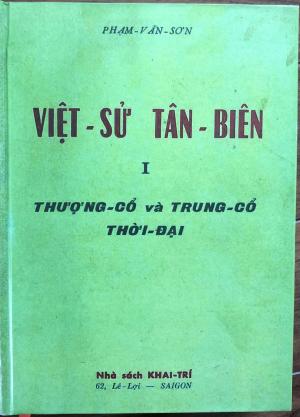 PHẠM-VĂN-SƠN
VIỆT-SỬ TÂN-BIÊN
I
THƯỢNG-CỔ và TRUNG-CỔ
THỜI-ĐẠI
Nhà sách KHAI-TRÍ
62, Lê-Lợi — SAIGON